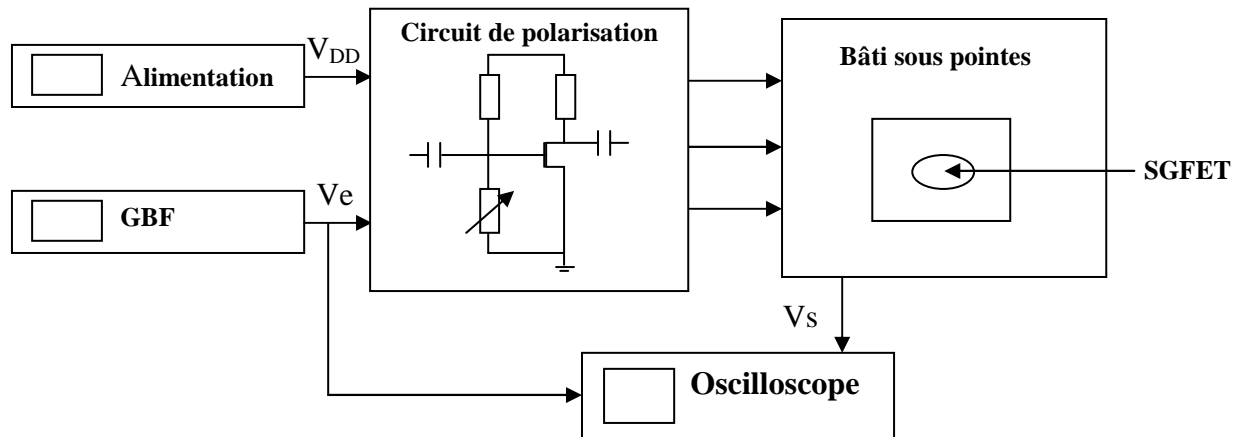 Circuit de polarisation
V_DD
Alimentation
Bâti sous pointes
SGFET
Ve
GBF
Vs
Oscilloscope